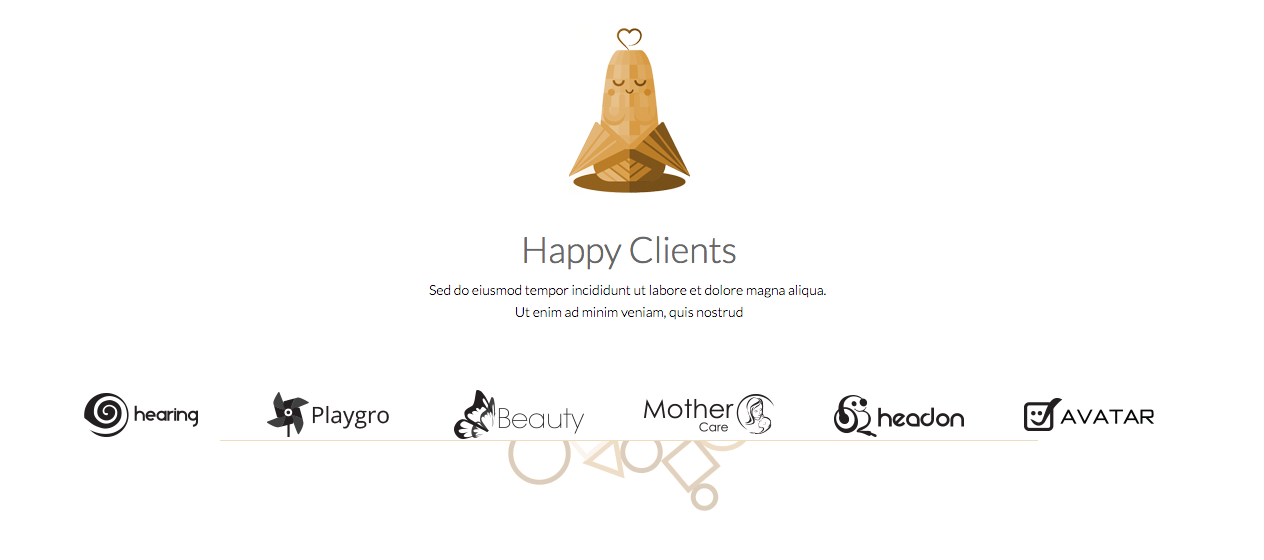 Happy Clients
Sed do eiusmod tempor incididunt ut labore et dolore magna aliqua.
Ut enim ad minim veniam, quis nostrud
hearing
Playgro
Beauty
Mother
Care
headon
AVATAR